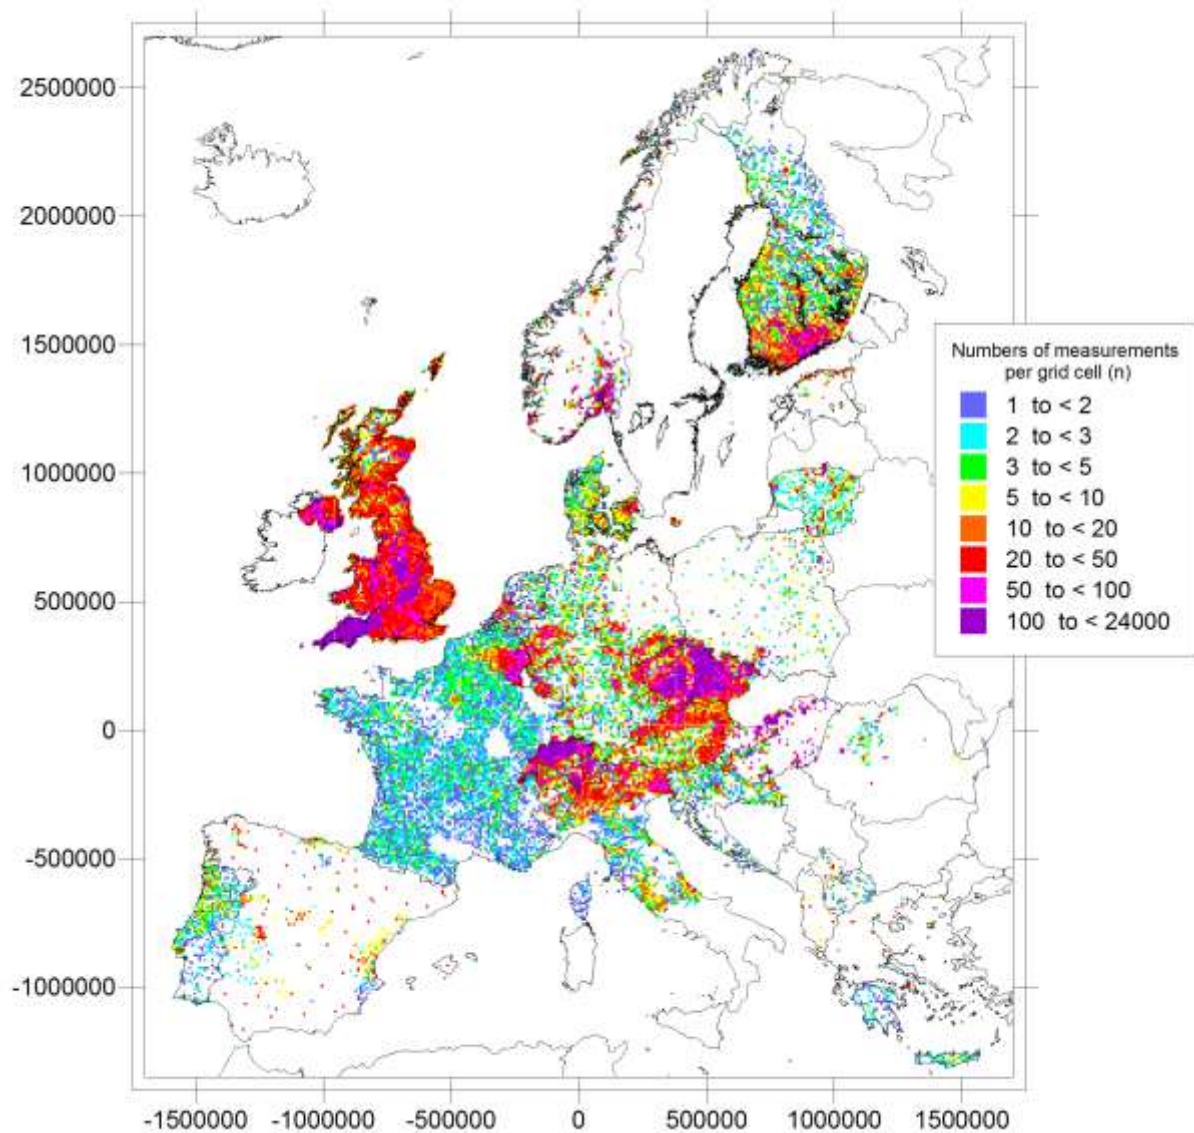 2500000
2000000
1500000
1000000
500000
0
-500000
-1000000
Numbers of measurements
per grid cell (n)
1 to < 2
2 to < 3
3 to < 5
5 to < 10
10 to < 20
20 to < 50
50 to < 100
100 to < 24000
-1500000 -1000000 -500000 0 500000 1000000 1500000